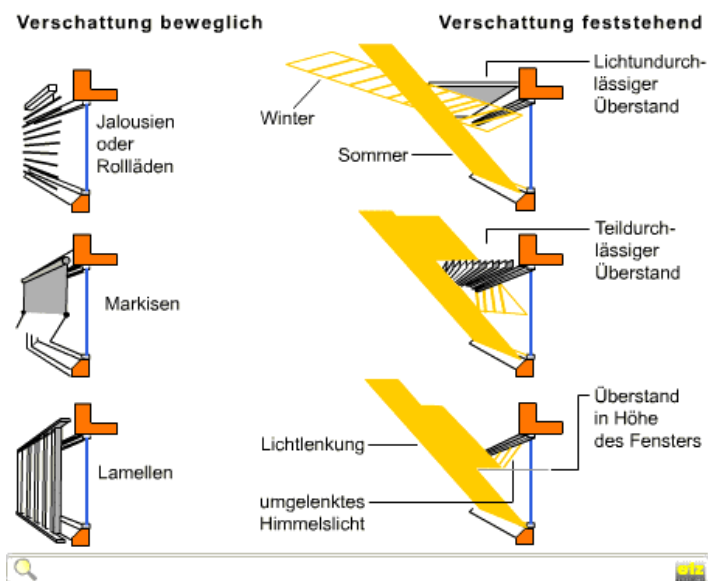 Verschattung beweglich
Jalousien
oder
Rollläden
Markisen
Lamellen
Verschattung feststehend
Lichtundurch-
lässiger
Überstand
Winter
Sommer
Teildurch-
lässiger
Überstand
Überstand
in Höhe
des Fensters
Lichtlenkung
umgelenktes
Himmelslicht